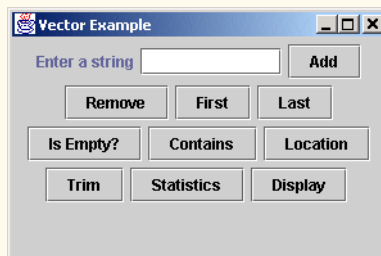 Vector Example
Enter a string Add
Remove First Last
Is Empty? Contains Location
Trim Statistics Display